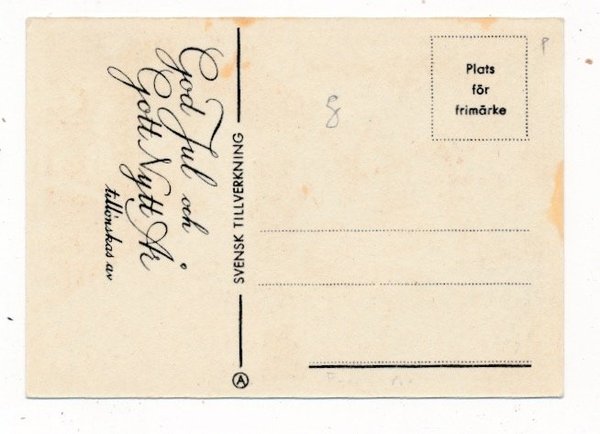 God Jul och
Gott Nytt År
tillönskas av
SVENSK TILLVERKNING
A
Plats
för
frimärke
8
P